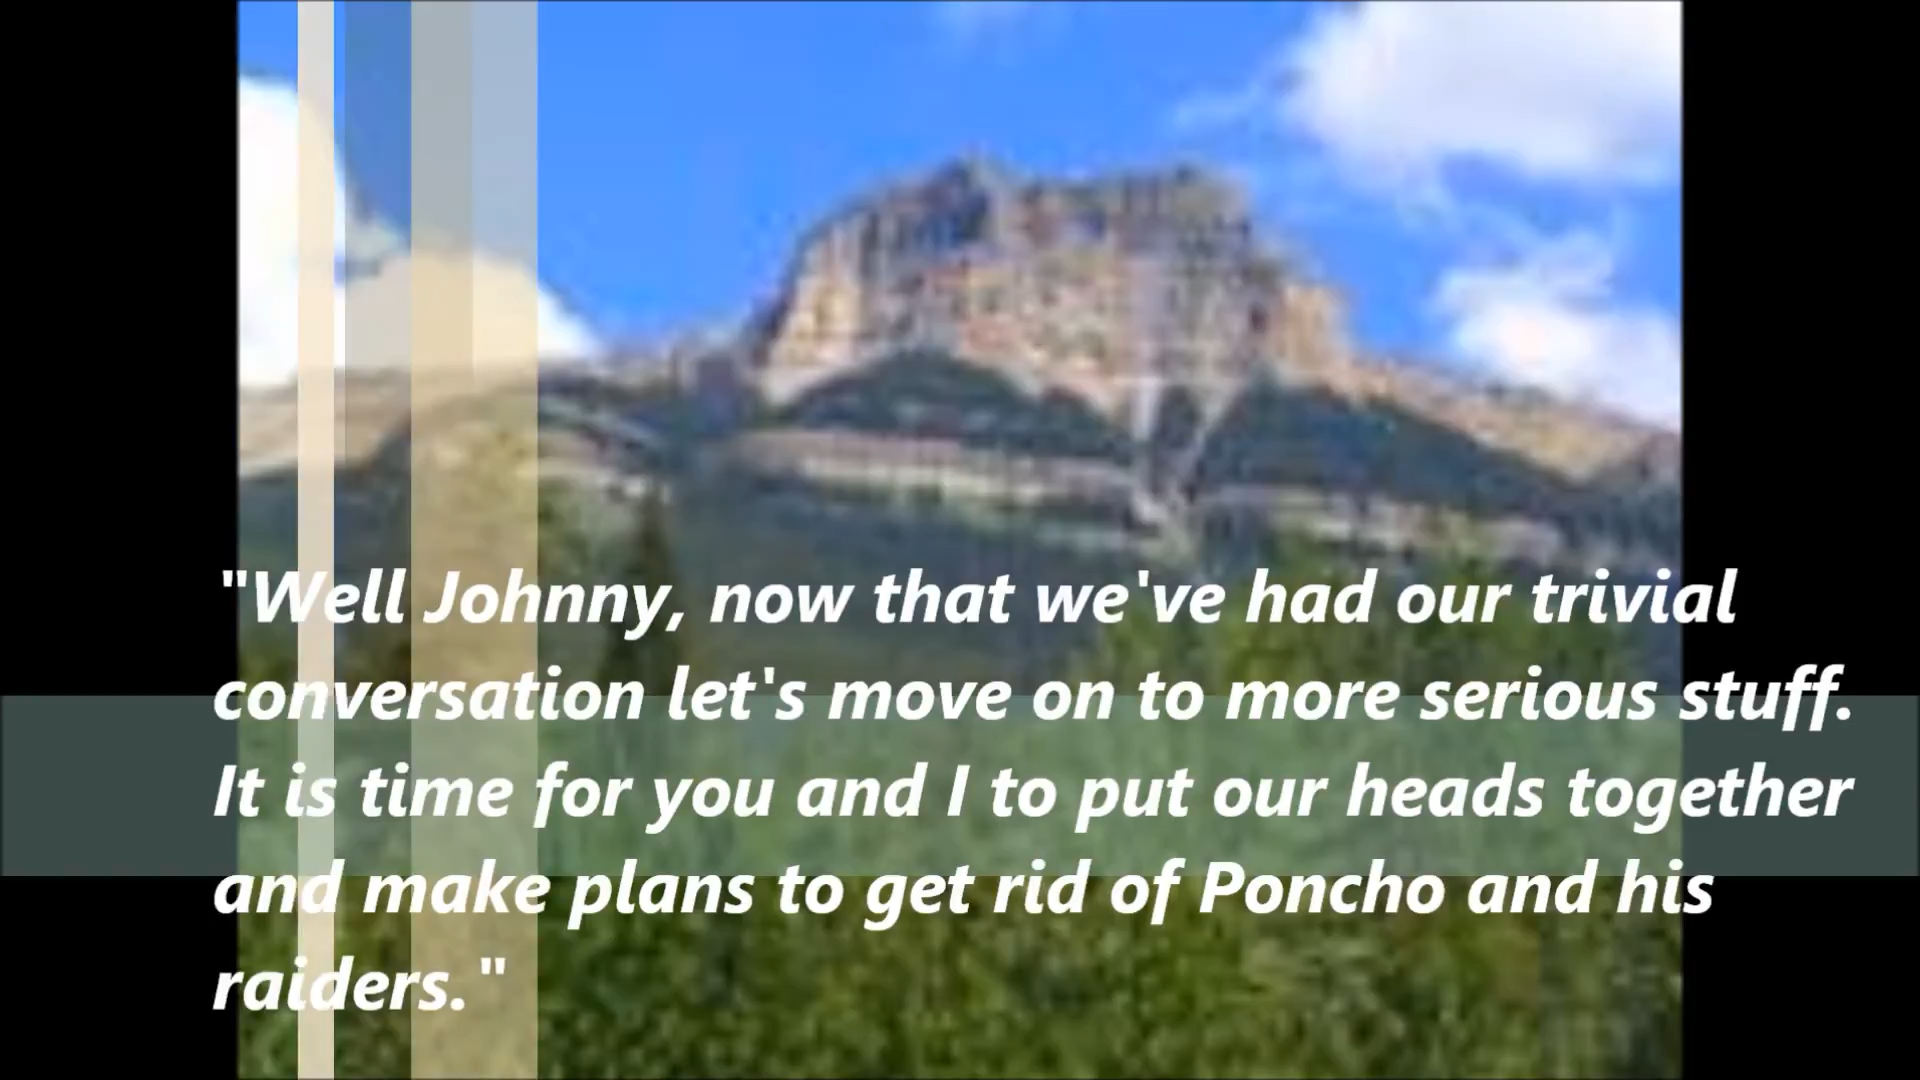 "Well Johnny, now that we've had our trivial
conversation let's move on to more serious stuff.
It is time for you and I to put our heads together
and make plans to get rid of Poncho and his
raiders."